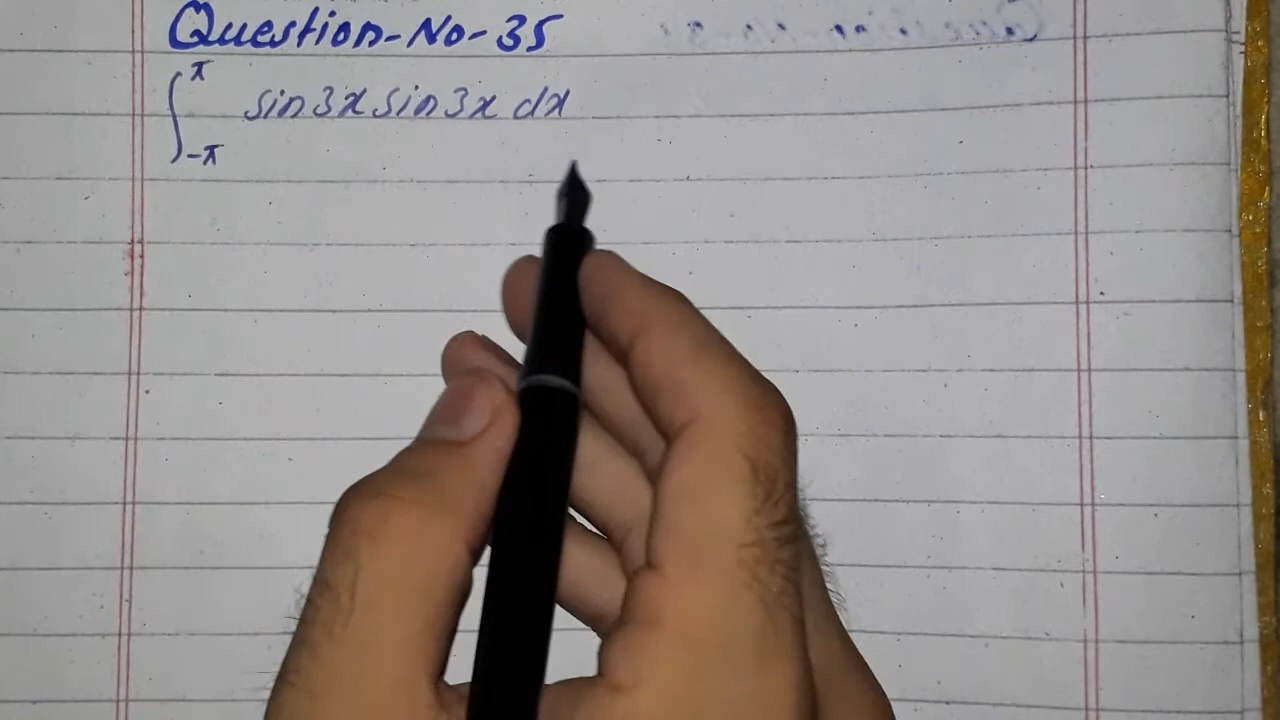 Question-No-35
∫_{-π}^{π} sin3x sin3x dx